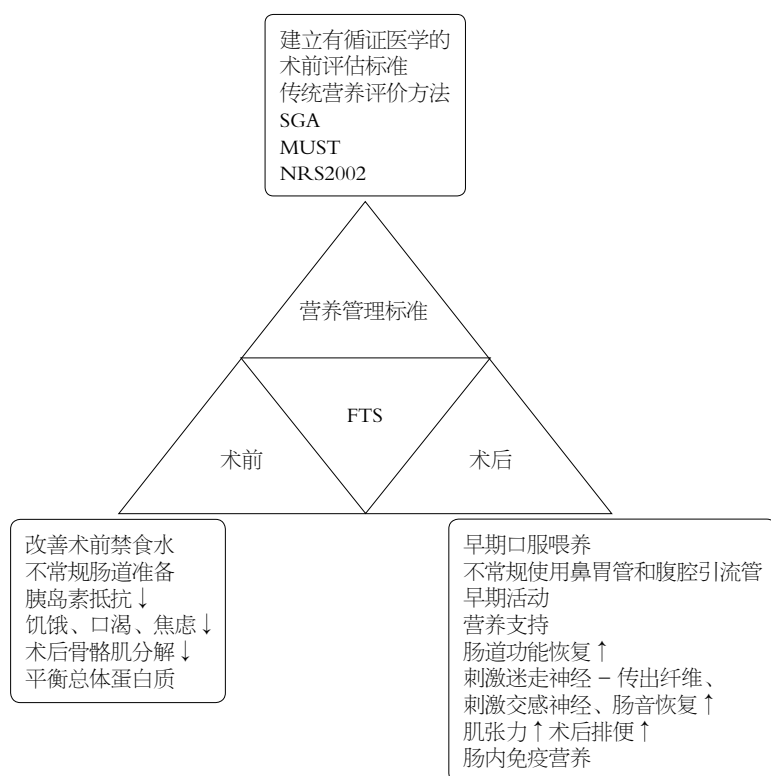 建立有循证医学的
术前评估标准
传统营养评价方法
SGA
MUST
NRS2002
营养管理标准
FTS
术前
术后
改善术前禁食水
不常规肠道准备
胰岛素抵抗↓
饥饿、口渴、焦虑↓
术后骨骼肌分解↓
平衡总体蛋白质
早期口服喂养
不常规使用鼻胃管和腹腔引流管
早期活动
营养支持
肠道功能恢复↑
刺激迷走神经－传出纤维、
刺激交感神经、肠音恢复↑
肌张力↑术后排便↑
肠内免疫营养